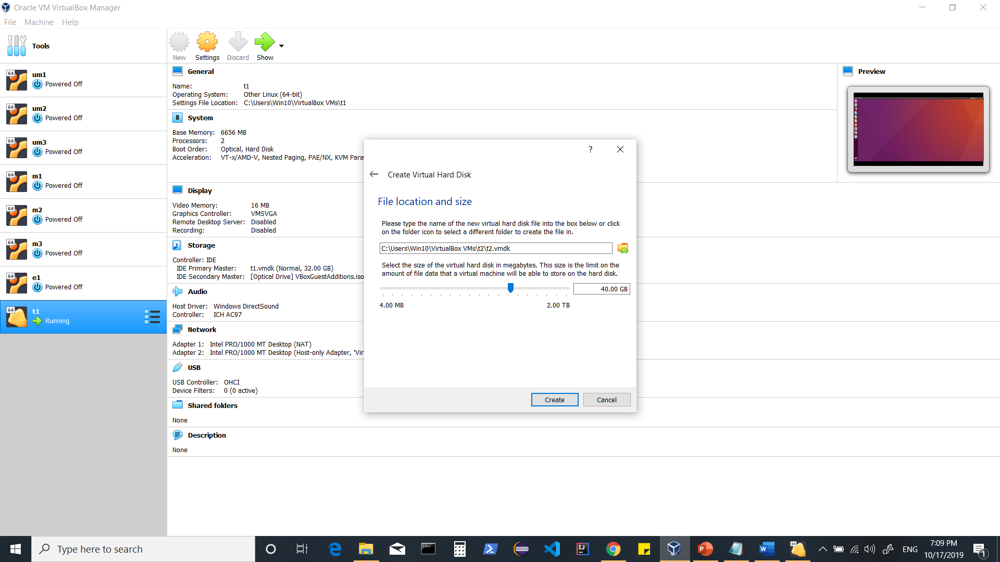 Oracle VM VirtualBox Manager
File Machine Help
Tools
New Settings Discard Show
64 um1
Powered Off
64 um2
Powered Off
64 um3
Powered Off
64 m1
Powered Off
64 m2
Powered Off
64 m3
Powered Off
64 e1
Powered Off
64 t1
Running
General
Name: t1
Operating System: Other Linux (64-bit)
Settings File Location: C:\Users\Win10\VirtualBox VMs\t1
System
Base Memory: 6656 MB
Processors: 2
Boot Order: Optical, Hard Disk
Acceleration: VT-x/AMD-V, Nested Paging, PAE/NX, KVM Para
Display
Video Memory: 16 MB
Graphics Controller: VMSVGA
Remote Desktop Server: Disabled
Recording: Disabled
Storage
Controller: IDE
IDE Primary Master: t1.vmdk (Normal, 32.00 GB)
IDE Secondary Master: [Optical Drive] VBoxGuestAdditions.iso
Audio
Host Driver: Windows DirectSound
Controller: ICH AC97
Network
Adapter 1: Intel PRO/1000 MT Desktop (NAT)
Adapter 2: Intel PRO/1000 MT Desktop (Host-only Adapter, 'Vir
USB
USB Controller: OHCI
Device Filters: 0 (0 active)
Shared folders
None
Description
None
Preview
?
Create Virtual Hard Disk
File location and size
Please type the name of the new virtual hard disk file into the box below or click
on the folder icon to select a different folder to create the file in.
C:\Users\Win10\VirtualBox VMs\t2\t2.vmdk
Select the size of the virtual hard disk in megabytes. This size is the limit on the
amount of file data that a virtual machine will be able to store on the hard disk.
40.00 GB
4.00 MB 2.00 TB
Create Cancel
Type here to search
ENG
7:09 PM
10/17/2019
1